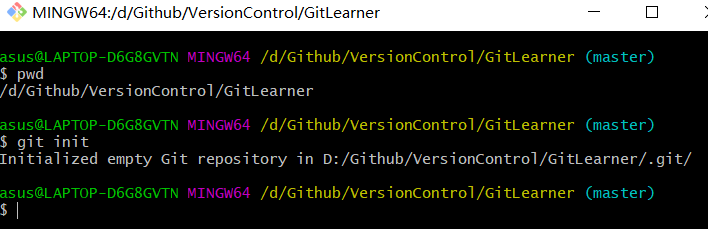 MINGW64:/d/Github/VersionControl/GitLearner
asus@LAPTOP-D6G8GVTN MINGW64 /d/Github/VersionControl/GitLearner (master)
$ pwd
/d/Github/VersionControl/GitLearner
asus@LAPTOP-D6G8GVTN MINGW64 /d/Github/VersionControl/GitLearner (master)
$ git init
Initialized empty Git repository in D:/Github/VersionControl/GitLearner/.git/
asus@LAPTOP-D6G8GVTN MINGW64 /d/Github/VersionControl/GitLearner (master)
$